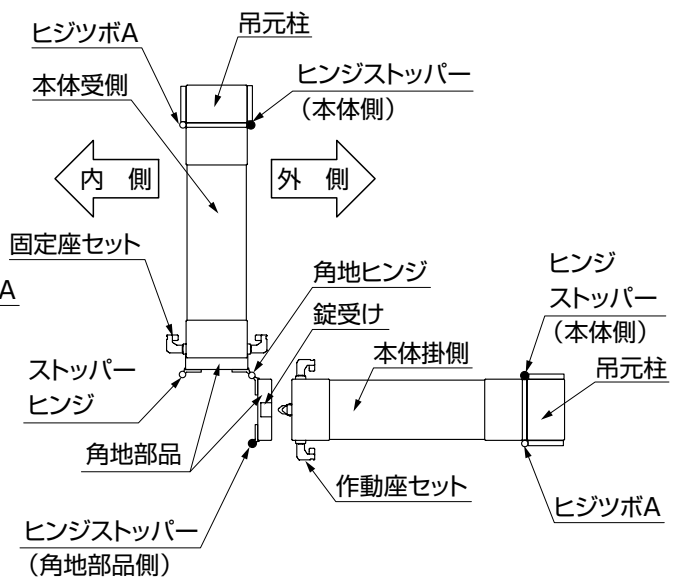 ヒジツボA
吊元柱
本体受側
ヒンジストッパー
（本体側）
内 側
外 側
固定座セット
角地ヒンジ
A
錠受け
ヒンジ
ストッパー
（本体側）
本体掛側
吊元柱
ストッパー
ヒンジ
角地部品
作動座セット
ヒジツボA
ヒンジストッパー
（角地部品側）